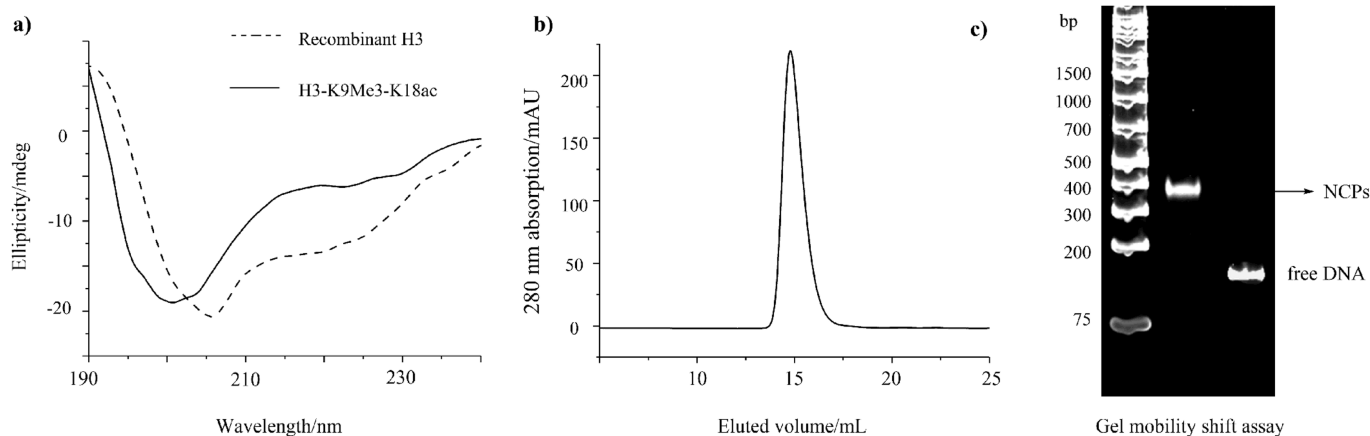 a)
Recombinant H3
H3-K9Me3-K18ac
0
-10
-20
190
210
230
Ellipticity/mdeg
Wavelength/nm
b)
200
150
100
50
0
10
15
20
25
280 nm absorption/mAU
Eluted volume/mL
c)
bp
1500
1000
700
500
400
300
200
75
NCPs
free DNA
Gel mobility shift assay